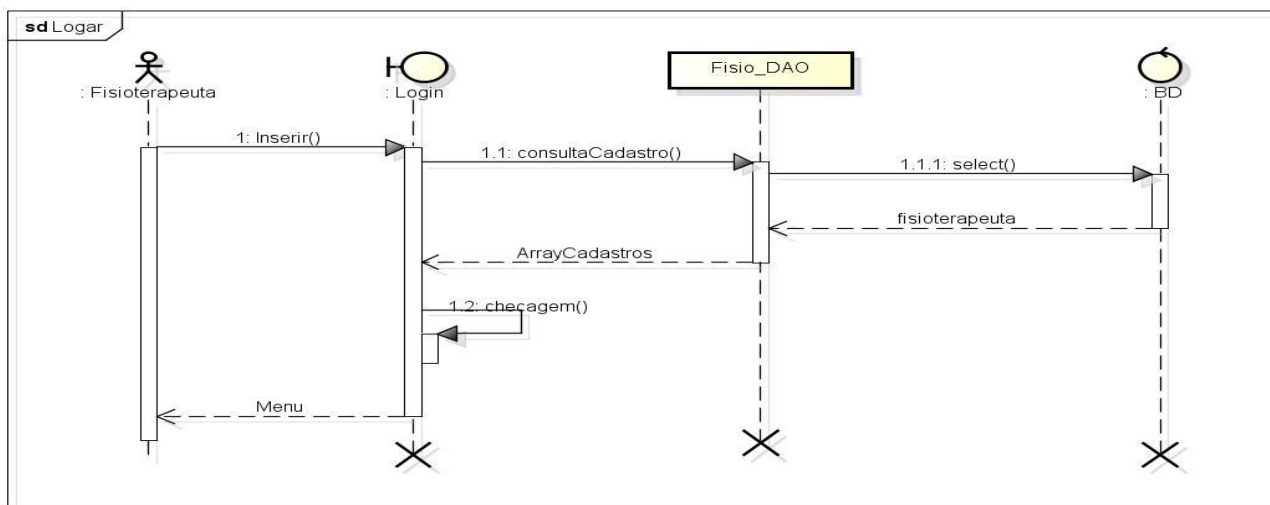 sd Logar
: Fisioterapeuta
: Login
Fisio_DAO
: BD
1: Inserir()
1.1: consultaCadastro()
1.1.1: select()
fisioterapeuta
ArrayCadastros
1.2: checagem()
Menu